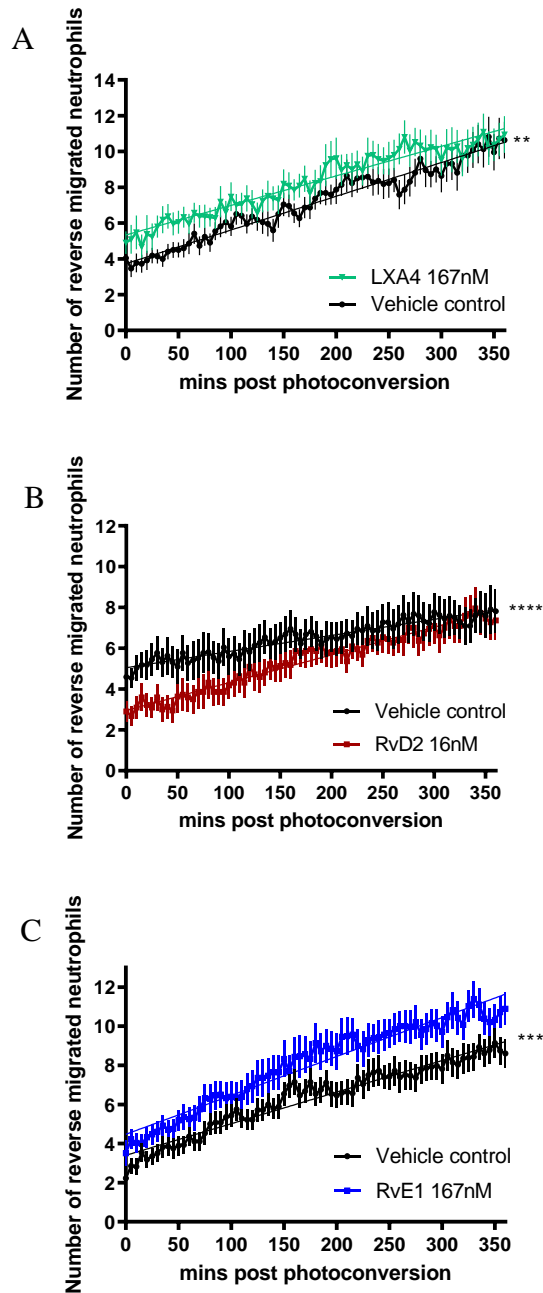 A
Number of reverse migrated neutrophils
14
12
10
8
6
4
2
0
**
LXA4 167nM
Vehicle control
0 50 100 150 200 250 300 350
mins post photoconversion
B
Number of reverse migrated neutrophils
12
10
8
6
4
2
0
****
Vehicle control
RvD2 16nM
0 50 100 150 200 250 300 350
mins post photoconversion
C
Number of reverse migrated neutrophils
12
10
8
6
4
2
0
***
Vehicle control
RvE1 167nM
0 50 100 150 200 250 300 350
mins post photoconversion